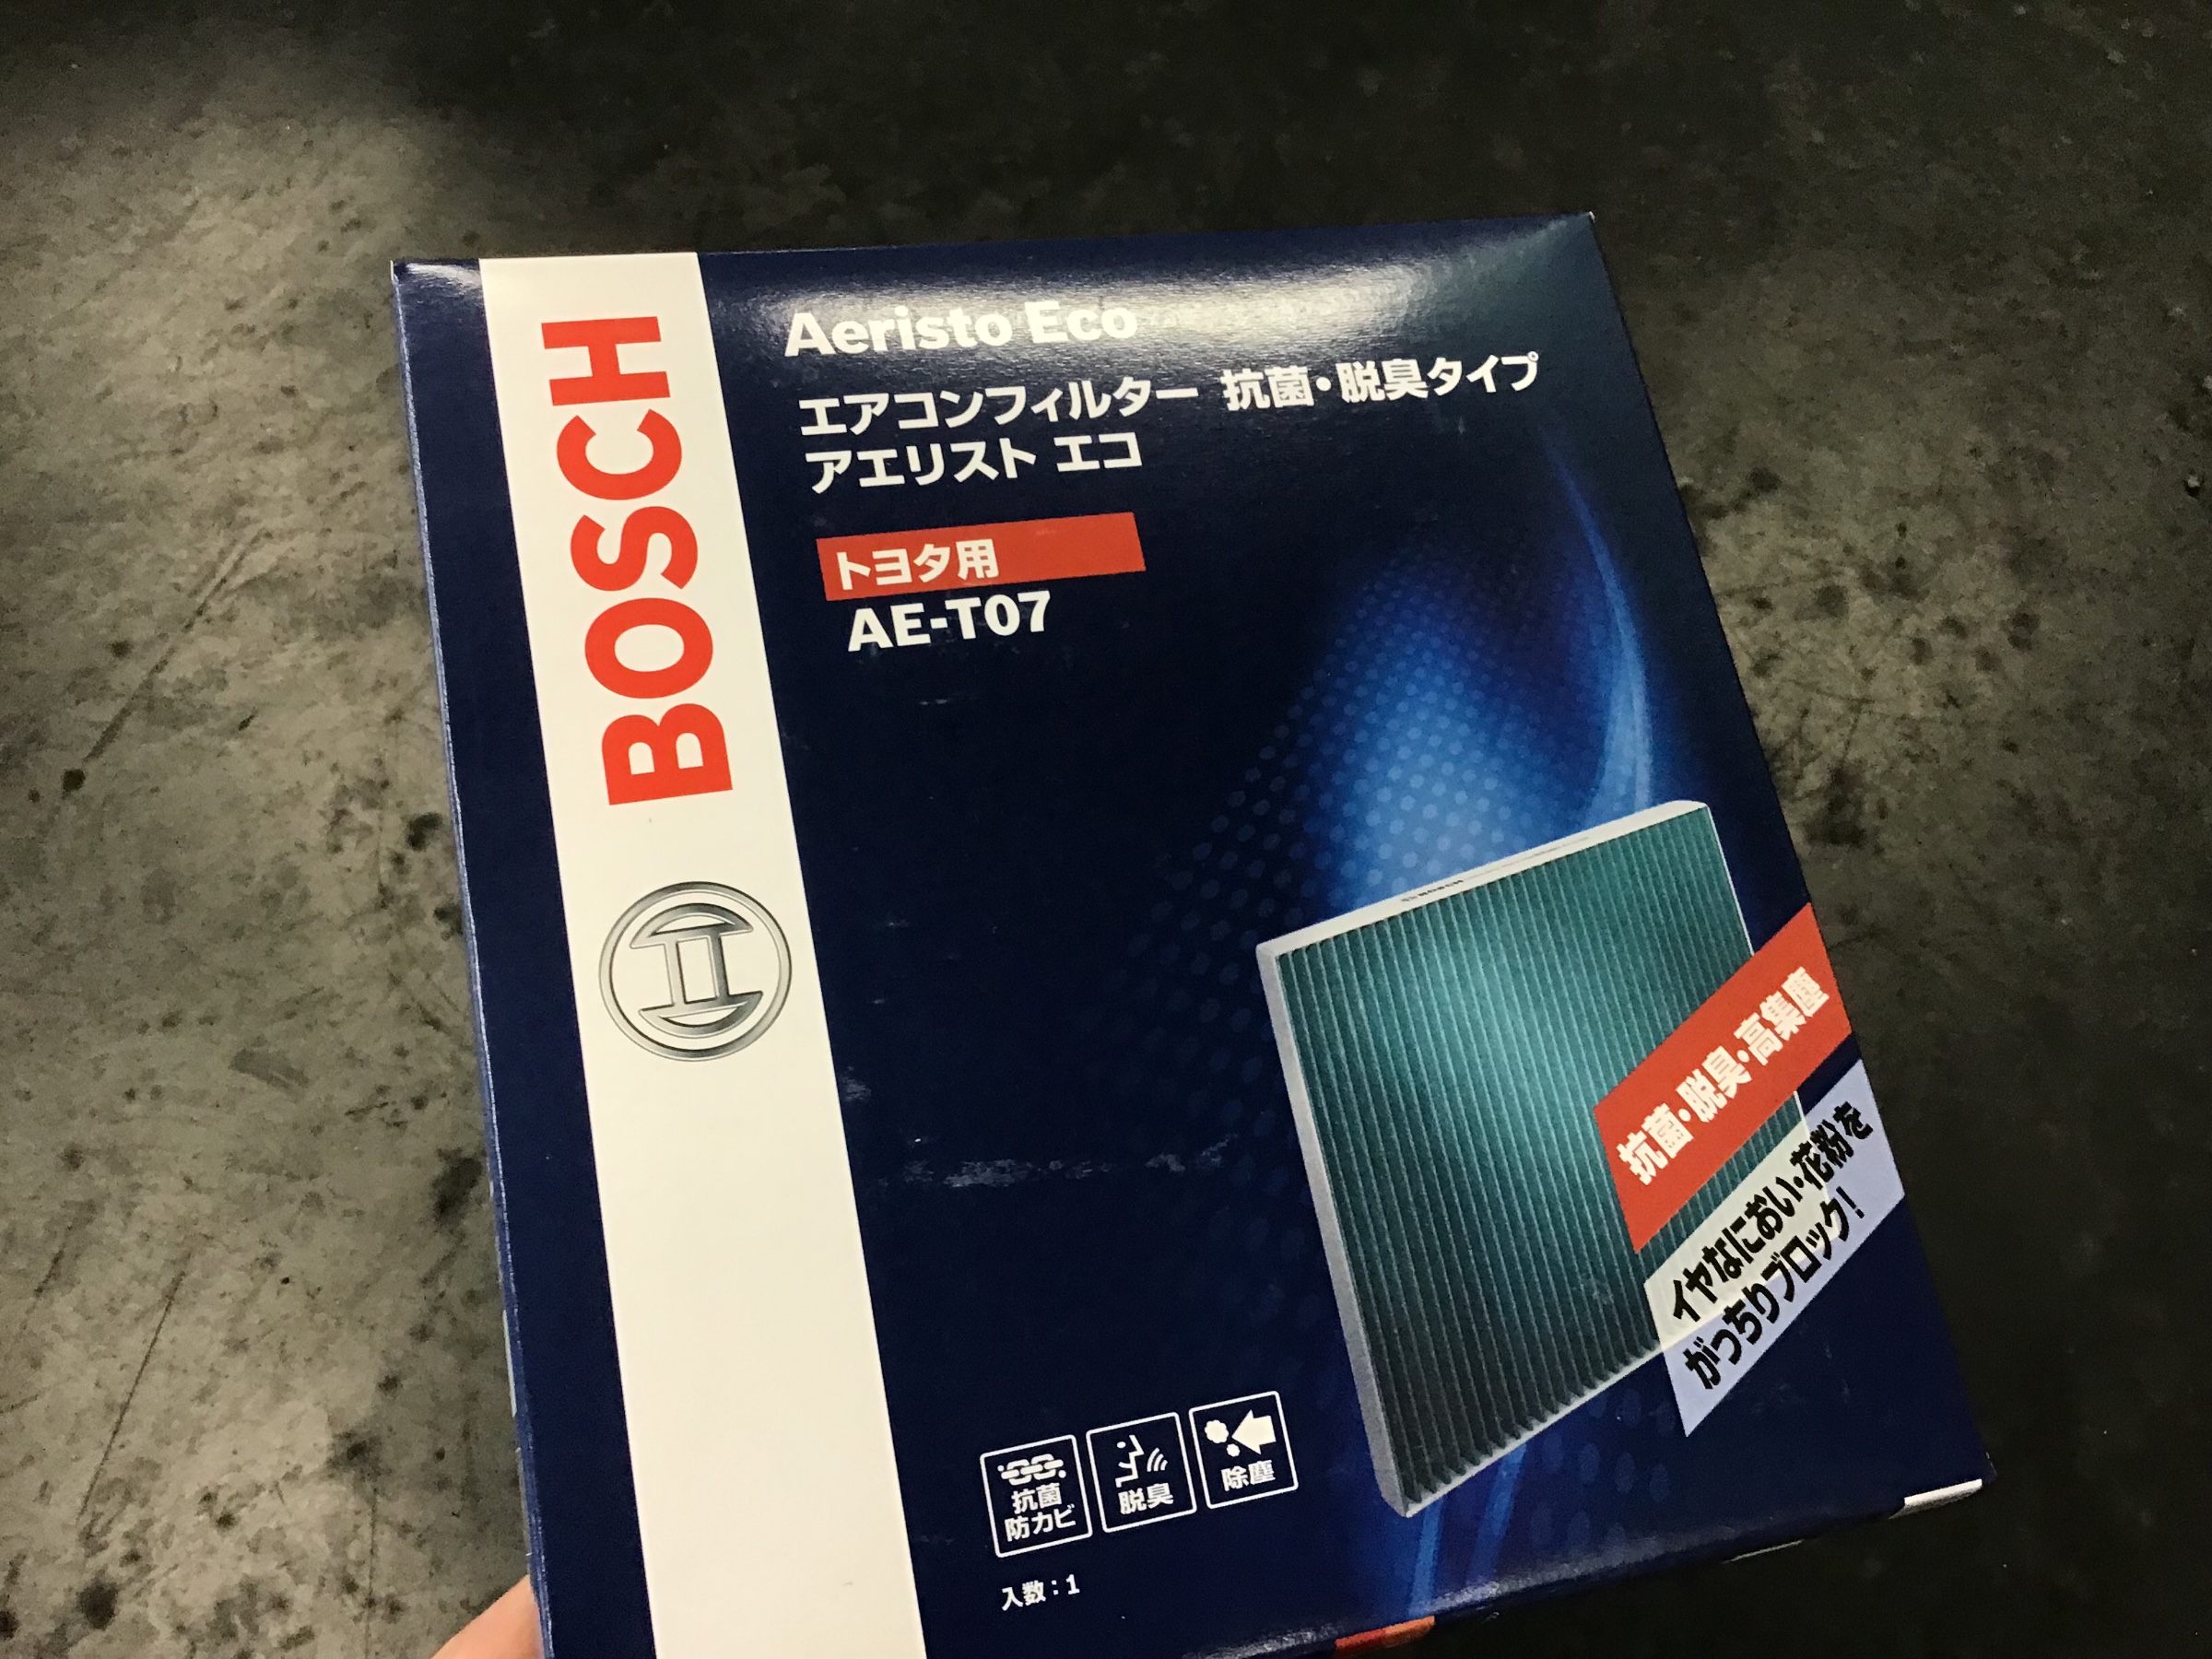 BOSCH
Aeristo Eco
エアコンフィルター 抗菌・脱臭タイプ
アエリスト エコ
トヨタ用
AE-T07
抗菌・脱臭・高集塵
イヤなにおい・花粉を
がっちりブロック!
抗菌
防カビ
脱臭
除塵
入数：1